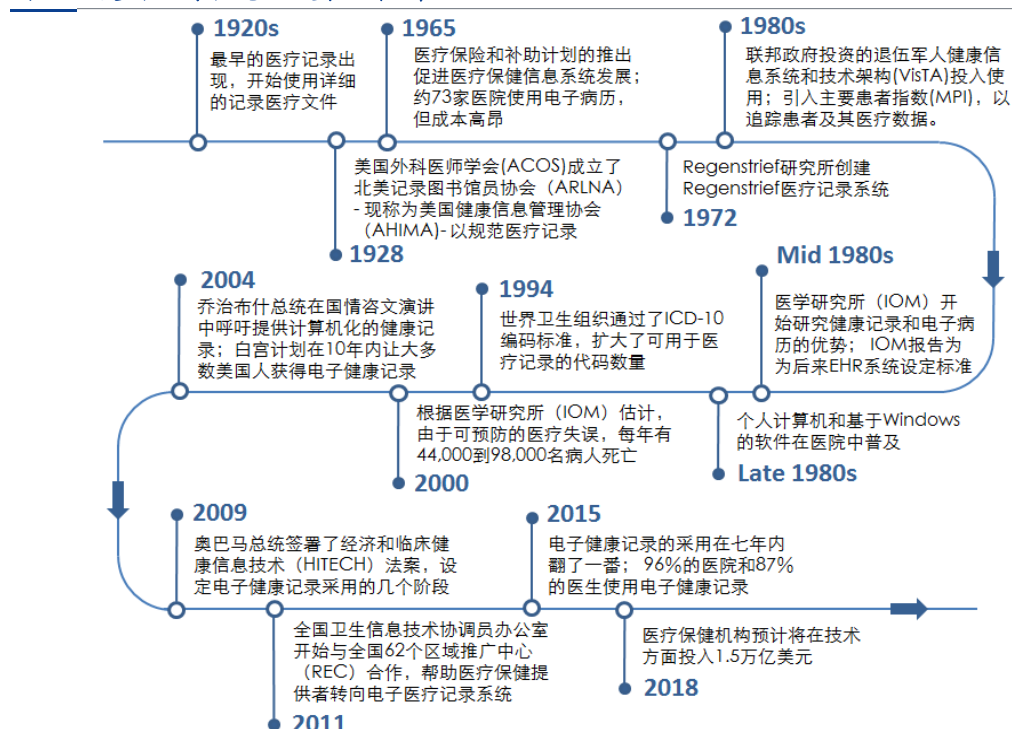 1920s
最早的医疗记录出
现，开始使用详细
的记录医疗文件
1965
医疗保险和补助计划的推出
促进医疗保健信息系统发展；
约73家医院使用电子病历，
但成本高昂
1980s
联邦政府投资的退伍军人健康信
息系统和技术架构(VisTA)投入使
用；引入主要患者指数(MPI)，以
追踪患者及其医疗数据。
美国外科医师学会(ACOS)成立了
北美记录图书馆员协会（ARLNA）
- 现称为美国健康信息管理协会
（AHIMA)- 以规范医疗记录
1928
Regenstrief研究所创建
Regenstrief医疗记录系统
1972
Mid 1980s
医学研究所（IOM）开
始研究健康记录和电子病
历的优势； IOM报告为
为后来EHR系统设定标准
1994
世界卫生组织通过了ICD-10
编码标准，扩大了可用于医
疗记录的代码数量
2004
乔治布什总统在国情咨文演讲
中呼吁提供计算机化的健康记
录；白宫计划在10年内让大多
数美国人获得电子健康记录
个人计算机和基于Windows
的软件在医院中普及
Late 1980s
根据医学研究所（IOM）估计，
由于可预防的医疗失误，每年有
44,000到98,000名病人死亡
2000
2009
奥巴马总统签署了经济和临床健
康信息技术（HITECH）法案，设
定电子健康记录采用的几个阶段
2015
电子健康记录的采用在七年内
翻了一番； 96%的医院和87%
的医生使用电子健康记录
全国卫生信息技术协调员办公室
开始与全国62个区域推广中心
（REC）合作，帮助医疗保健提
供者转向电子医疗记录系统
2011
医疗保健机构预计将在技术
方面投入1.5万亿美元
2018